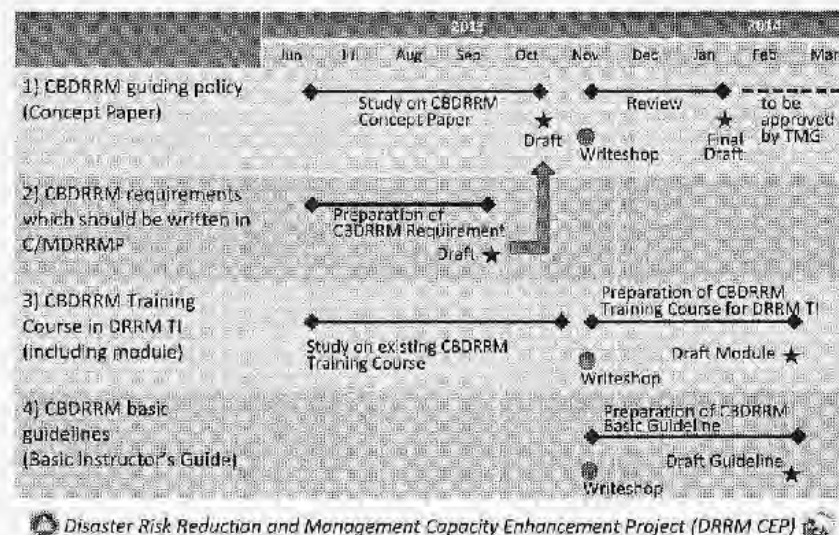 2013 2014
Jun Jul Aug Sep Oct Nov Dec Jan Feb Mar
1) CBDRRM guiding policy
(Concept Paper)
Study on CBDRRM
Concept Paper
Draft
Review
Writeshop
Final
Draft
to be
approved
by TMG
2) CBDRRM requirements
which should be written in
C/MDRRMP
Preparation of
CBDRRM Requirement
Draft
3) CBDRRM Training
Course in DRRM TI
(including module)
Study on existing CBDRRM
Training Course
Preparation of CBDRRM
Training Course for DRRM TI
Writeshop
Draft Module
4) CBDRRM basic
guidelines
(Basic Instructor's Guide)
Preparation of CBDRRM
Basic Guideline
Writeshop
Draft Guideline
Disaster Risk Reduction and Management Capacity Enhancement Project (DRRM CEP)